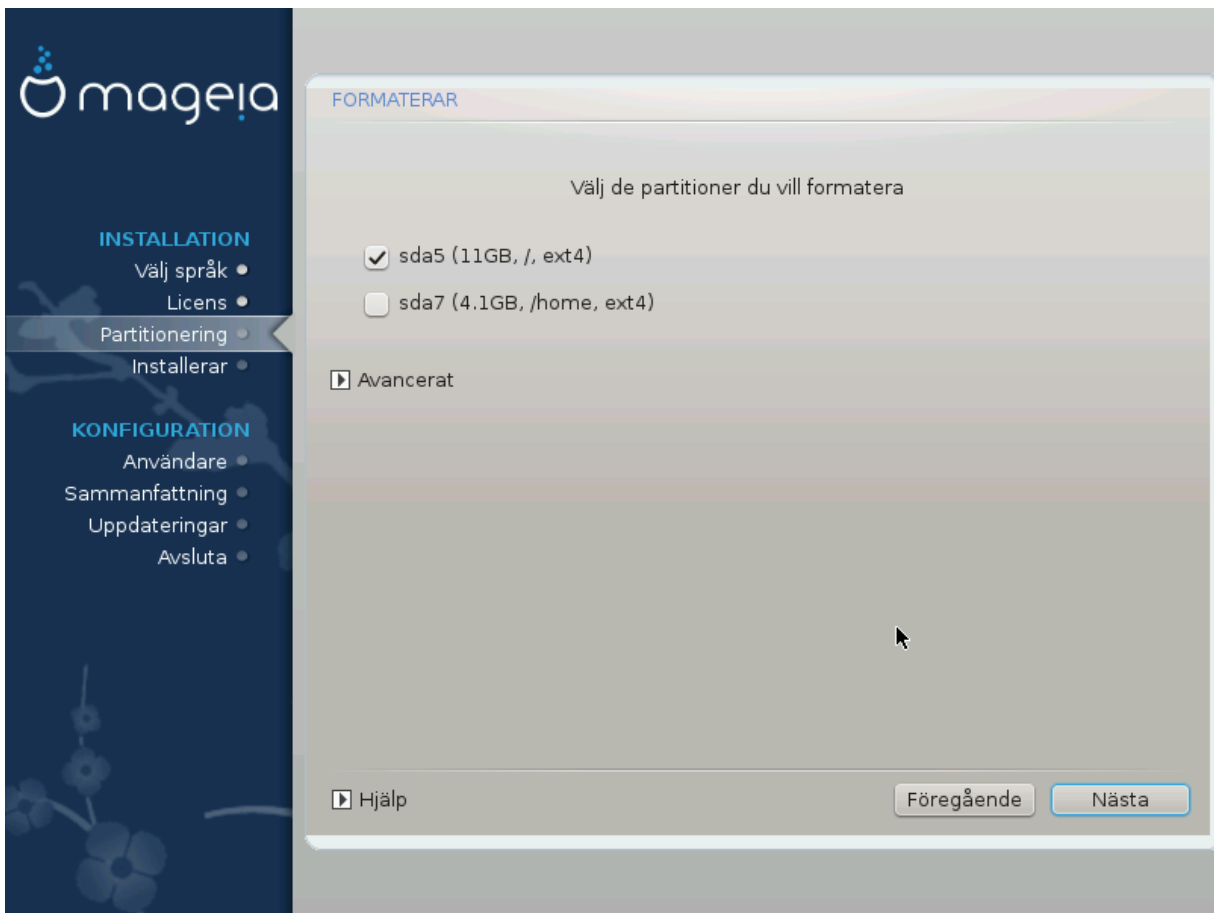 mageia
INSTALLATION
Välj språk
Licens
Partitionering
Installerar
KONFIGURATION
Användare
Sammanfattning
Uppdateringar
Avsluta
FORMATERAR
Välj de partitioner du vill formatera
sda5 (11GB, /, ext4)
sda7 (4.1GB, /home, ext4)
Avancerat
Hjälp
Föregående
Nästa